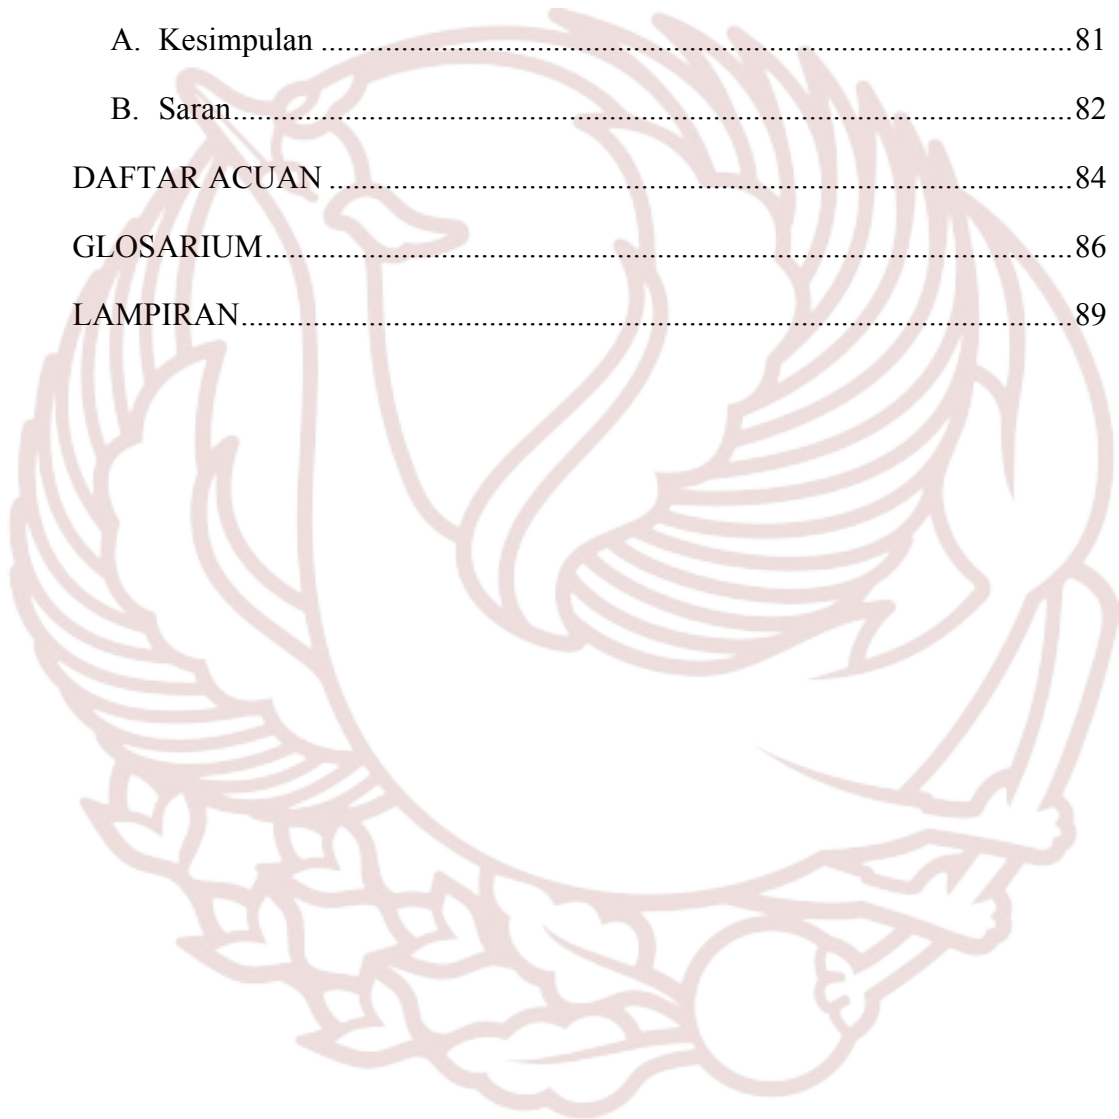 A. Kesimpulan ..................................................................................................81
B. Saran..............................................................................................................82
DAFTAR ACUAN .................................................................................................84
GLOSARIUM.........................................................................................................86
LAMPIRAN............................................................................................................89